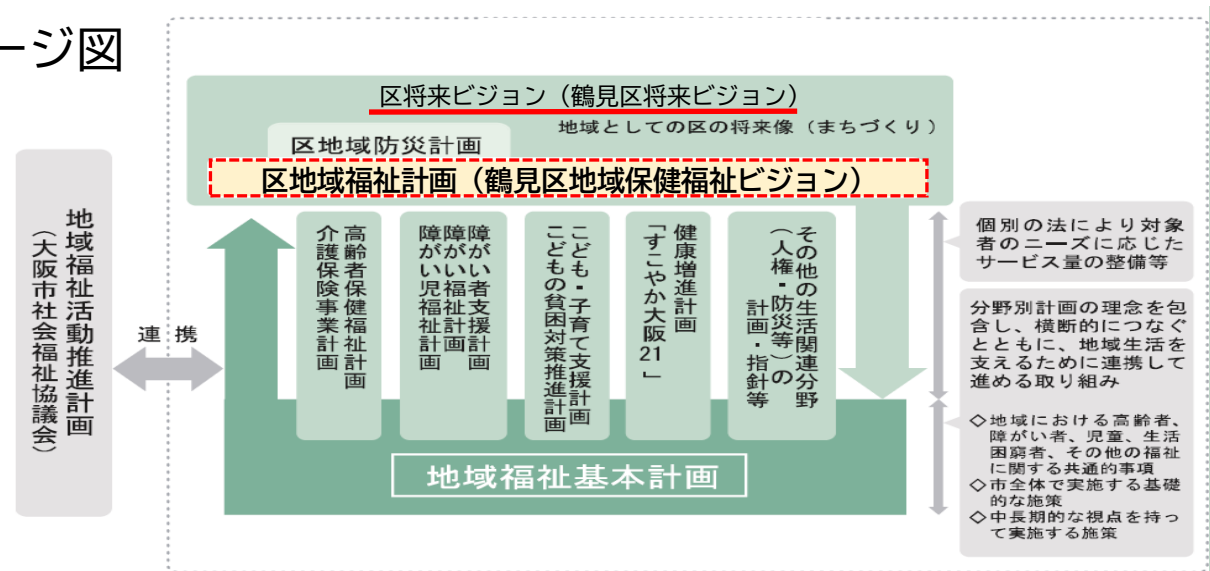 ージ図
区将来ビジョン（鶴見区将来ビジョン）
地域としての区の将来像（まちづくり）
区地域防災計画
区地域福祉計画（鶴見区地域保健福祉ビジョン）
地域福祉活動推進計画
（大阪市社会福祉協議会）
連携
高齢者保健福祉計画
介護保険事業計画
障がい者支援計画
障がい福祉計画
障がい児福祉計画
こども・子育て支援計画
こどもの貧困対策推進計画
健康増進計画
「すこやか大阪21」
その他の生活関連分野
（人権・防災等）の
計画・指針等
地域福祉基本計画
個別の法により対象
者のニーズに応じた
サービス量の整備等
分野別計画の理念を包
含し、横断的につなぐ
とともに、地域生活を
支えるために連携して
進める取り組み
◇地域における高齢者、
障がい者、児童、生活
困窮者、その他の福祉
に関する共通的事項
◇市全体で実施する基礎
的な施策
◇中長期的な視点を持っ
て実施する施策